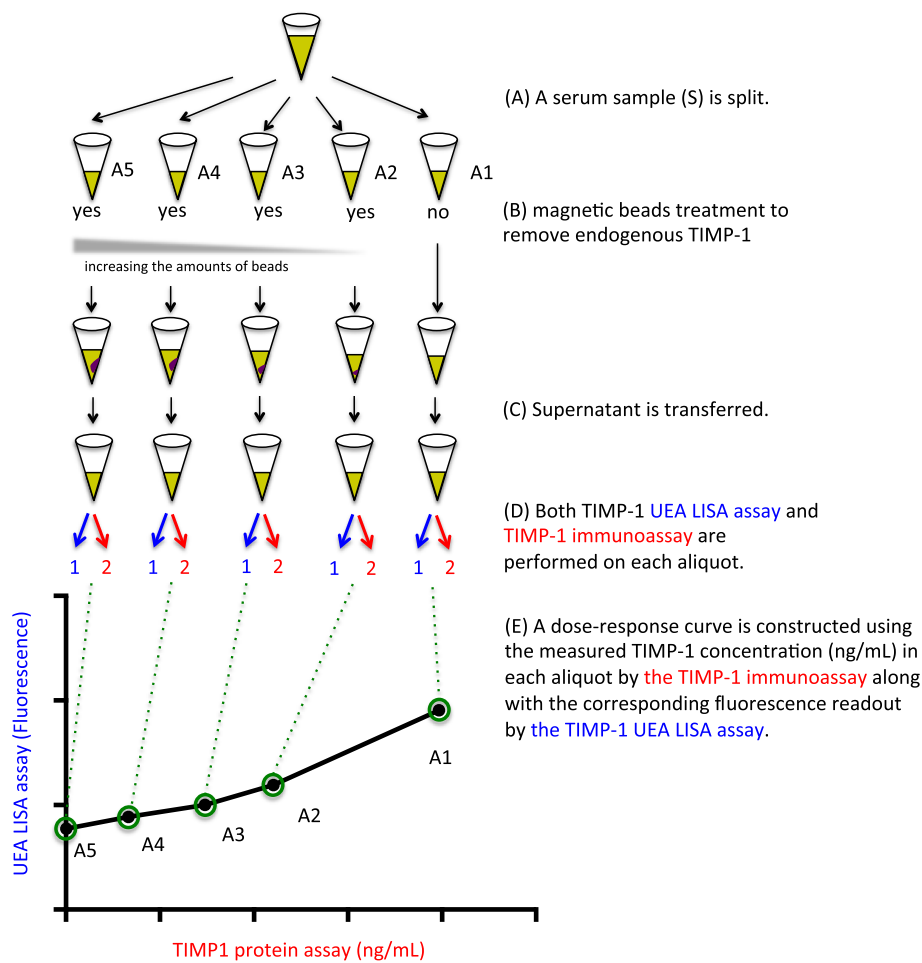 (A) A serum sample (S) is split.
A5
A4
A3
A2
A1
yes
yes
yes
yes
no
(B) magnetic beads treatment to
remove endogenous TIMP-1
increasing the amounts of beads
(C) Supernatant is transferred.
(D) Both TIMP-1 UEA LISA assay and
TIMP-1 immunoassay are
performed on each aliquot.
1 2
1 2
1 2
1 2
1 2
(E) A dose-response curve is constructed using
the measured TIMP-1 concentration (ng/mL) in
each aliquot by the TIMP-1 immunoassay along
with the corresponding fluorescence readout
by the TIMP-1 UEA LISA assay.
UEA LISA assay (Fluorescence)
A5
A4
A3
A2
A1
TIMP1 protein assay (ng/mL)